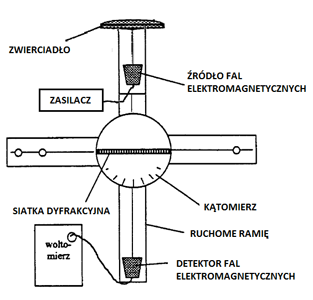 ZWIERCIADŁO
ŹRÓDŁO FAL
ELEKTROMAGNETYCZNYCH
ZASILACZ
SIATKA DYFRAKCYJNA
KĄTOMIERZ
RUCHOME RAMIĘ
wolto-
mierz
DETEKTOR FAL
ELEKTROMAGNETYCZNYCH